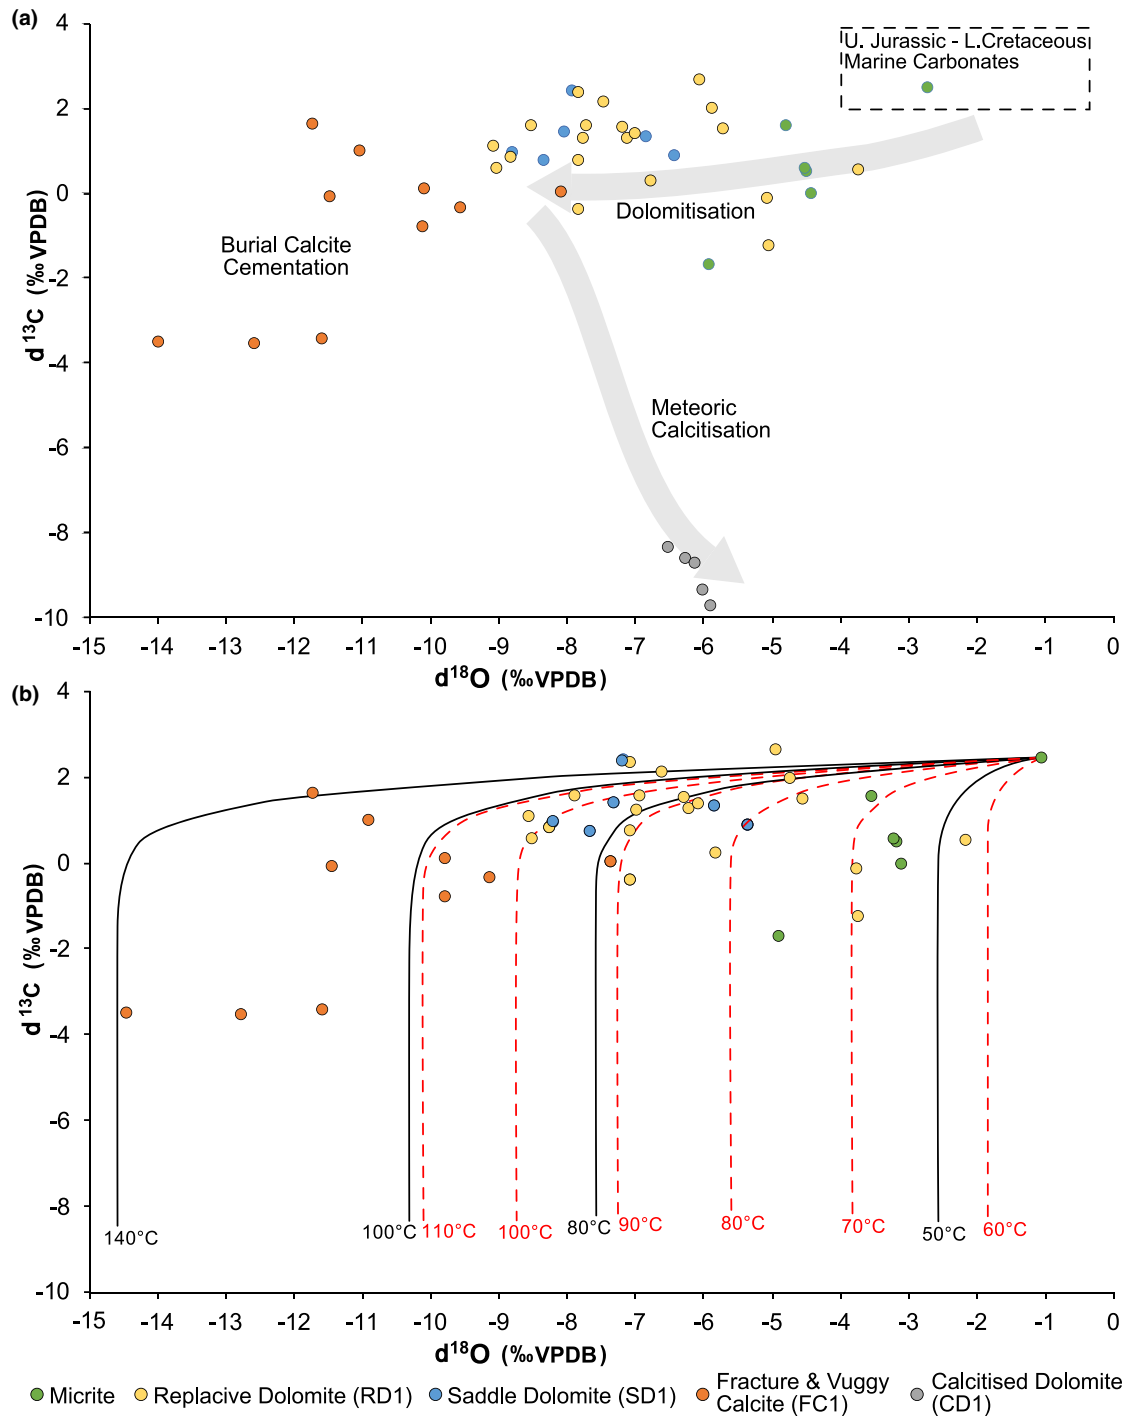 (a)
4
2
0
-2
-4
-6
-8
-10
d¹³C (‰VPDB)
U. Jurassic - L.Cretaceous
Marine Carbonates
Dolomitisation
Burial Calcite
Cementation
Meteoric
Calcitisation
-15 -14 -13 -12 -11 -10 -9 -8 -7 -6 -5 -4 -3 -2 -1 0
d¹⁸O (‰VPDB)
(b)
4
2
0
-2
-4
-6
-8
-10
d¹³C (‰VPDB)
140°C 100°C 110°C 100°C 80°C 90°C 80°C 70°C 50°C 60°C
-15 -14 -13 -12 -11 -10 -9 -8 -7 -6 -5 -4 -3 -2 -1 0
d¹⁸O (‰VPDB)
Micrite
Replacive Dolomite (RD1)
Saddle Dolomite (SD1)
Fracture & Vuggy
Calcite (FC1)
Calcitised Dolomite
(CD1)